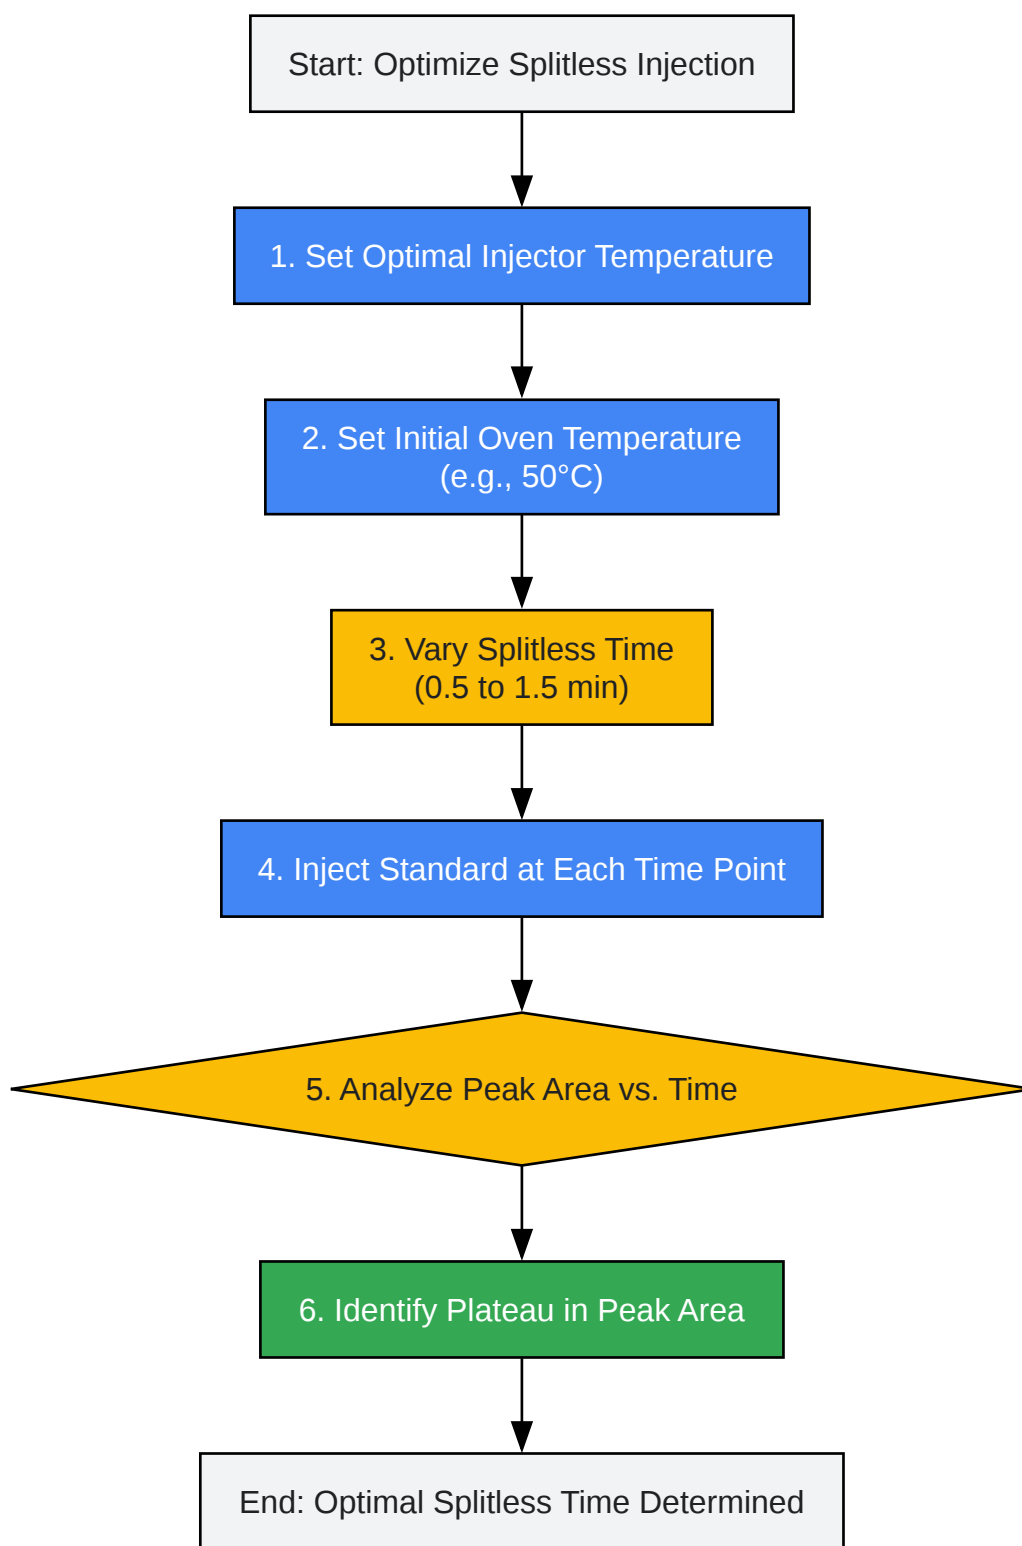 Start: Optimize Splitless Injection
1. Set Optimal Injector Temperature
2. Set Initial Oven Temperature
(e.g., 50°C)
3. Vary Splitless Time
(0.5 to 1.5 min)
4. Inject Standard at Each Time Point
5. Analyze Peak Area vs. Time
6. Identify Plateau in Peak Area
End: Optimal Splitless Time Determined